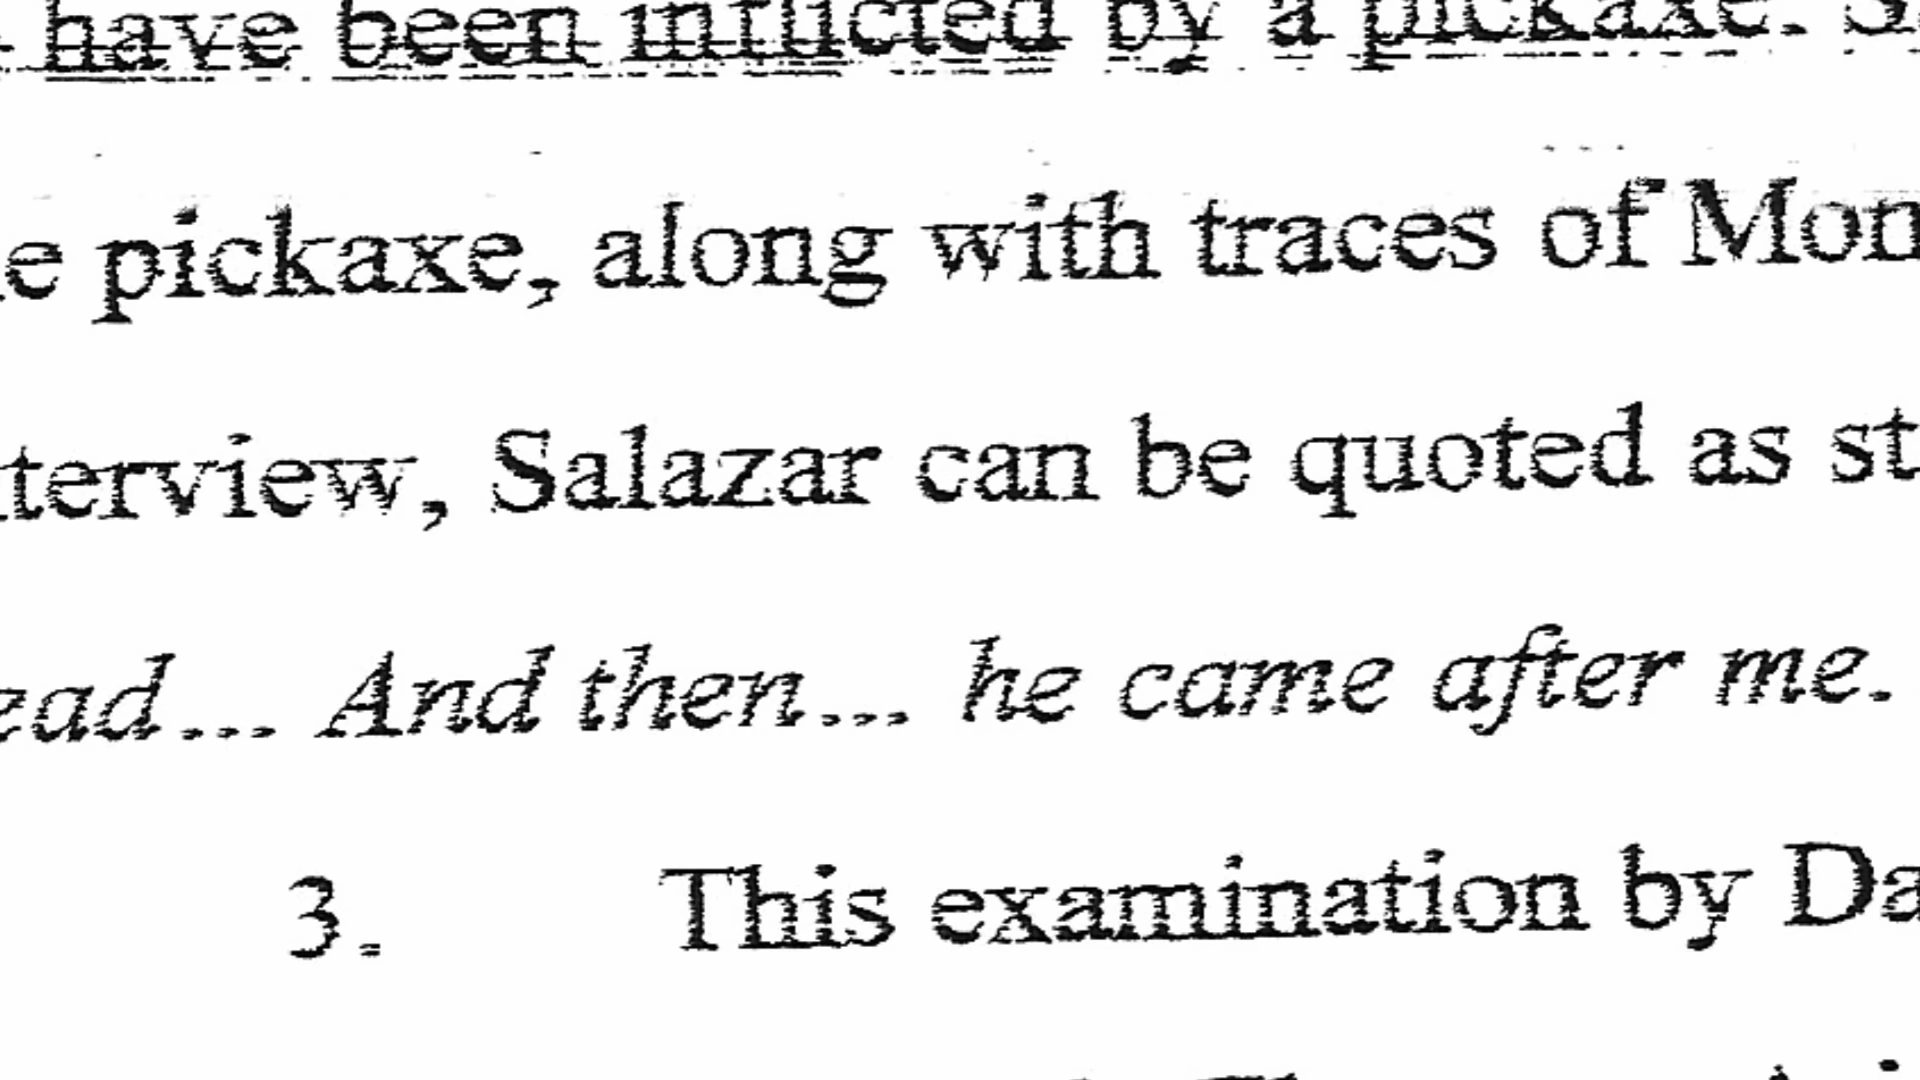 have been inflicted by a pickaxe. S
e pickaxe, along with traces of Mon
terview, Salazar can be quoted as st
ead... And then... he came after me.
3. This examination by Da